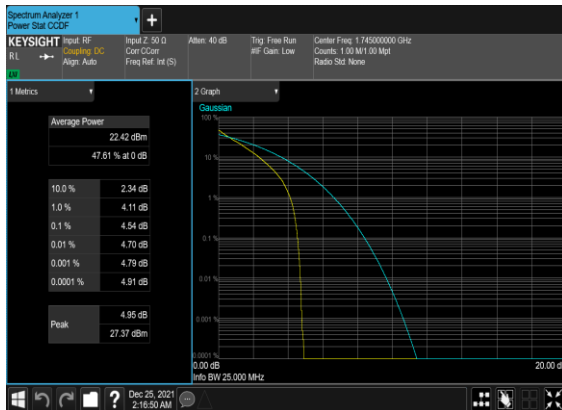 Spectrum Analyzer 1
Power Stat CCDF
+
KEYSIGHT
RL
Input: RF
Coupling: DC
Align: Auto
Input Z: 50 Ω
Corr CCorr
Freq Ref: Int (S)
Atten: 40 dB
Trig: Free Run
#IF Gain: Low
Center Freq: 1.745000000 GHz
Counts: 1.00 M/1.00 Mpt
Radio Std: None
1 Metrics
Average Power
22.42 dBm
47.61 % at 0 dB
10.0 % 2.34 dB
1.0 % 4.11 dB
0.1 % 4.54 dB
0.01 % 4.70 dB
0.001 % 4.79 dB
0.0001 % 4.91 dB
Peak
4.95 dB
27.37 dBm
2 Graph
Gaussian
100 %
10 %
1 %
0.1 %
0.01 %
0.001 %
0.0001 %
0.00 dB
20.00 dB
Info BW 25.000 MHz
?
Dec 25, 2021
2:16:50 AM